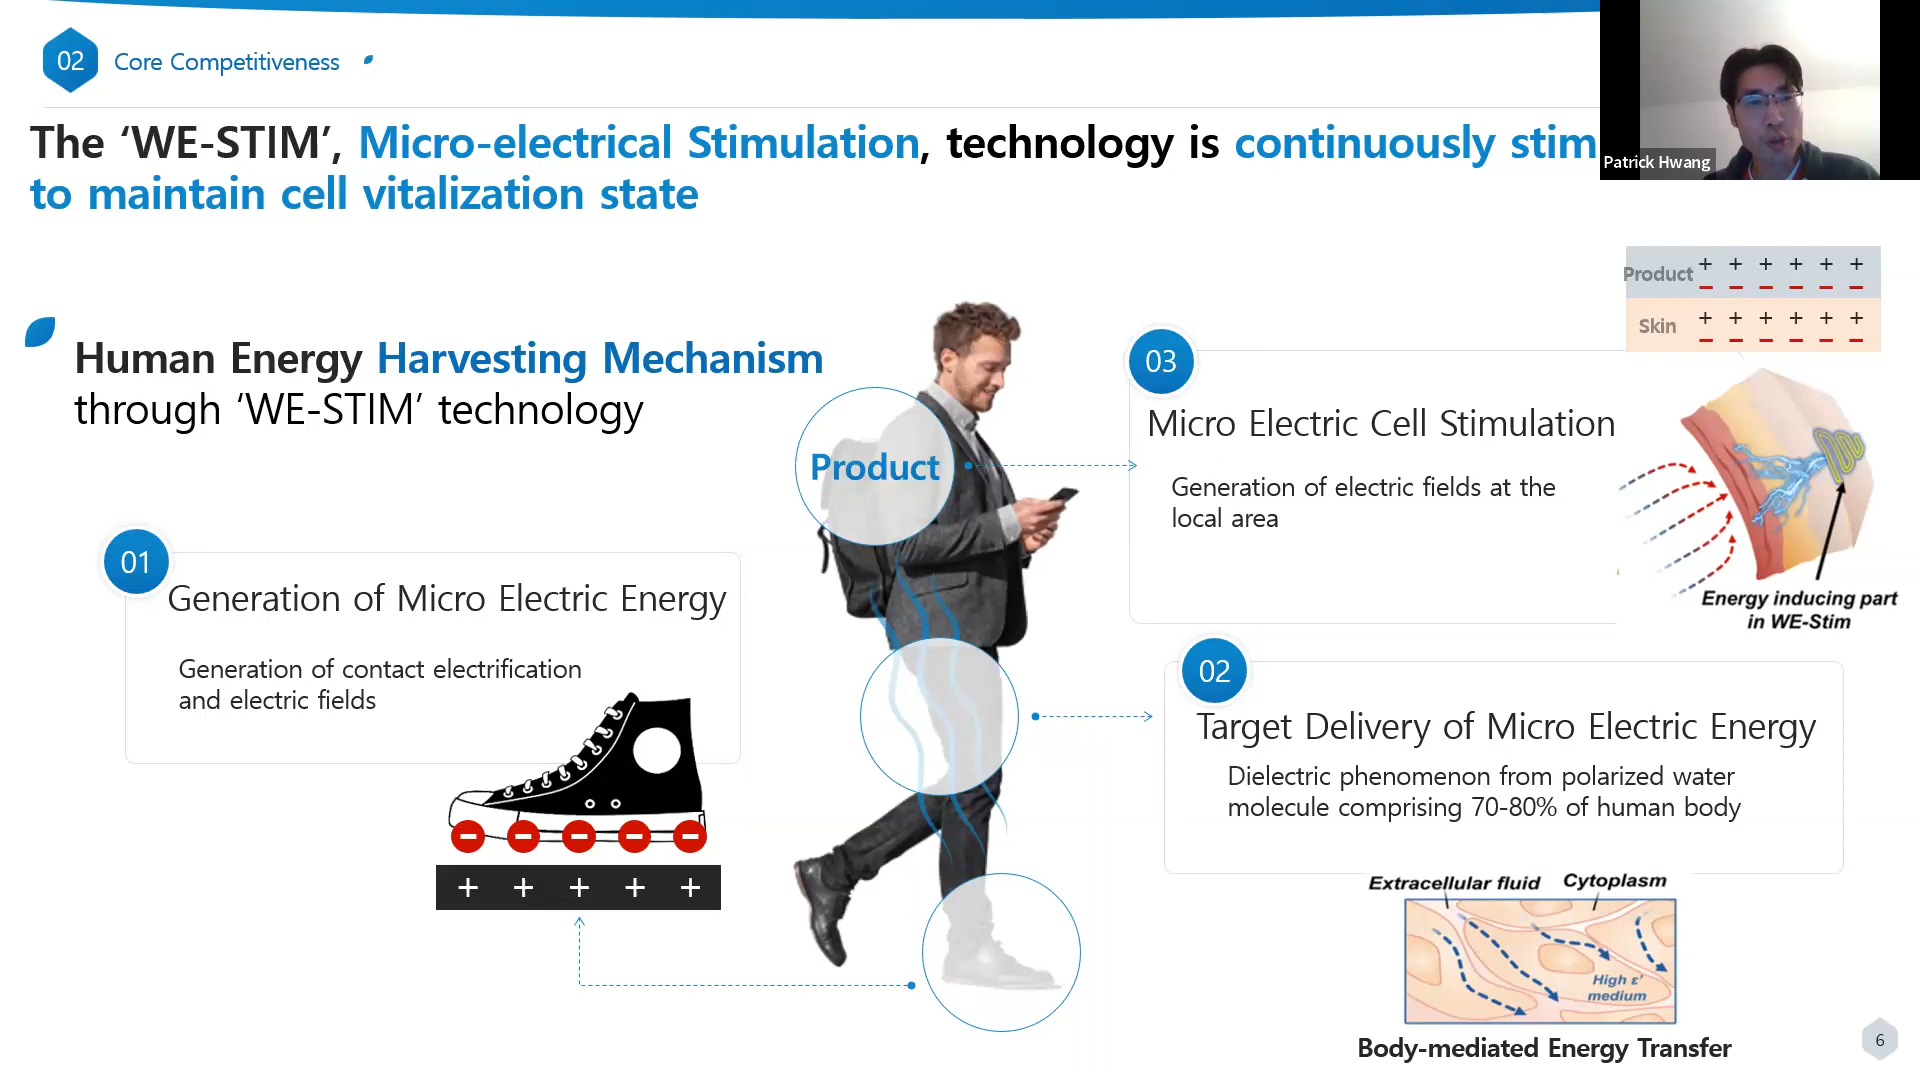 02
Core Competitiveness
The ‘WE-STIM’, Micro-electrical Stimulation, technology is continuously stim
to maintain cell vitalization state
Patrick Hwang
Human Energy Harvesting Mechanism
through ‘WE-STIM’ technology
Product
01
Generation of Micro Electric Energy
Generation of contact electrification
and electric fields
− − − − −
+ + + + +
03
Micro Electric Cell Stimulation
Generation of electric fields at the
local area
Product + + + + + +
− − − − − −
Skin + + + + + +
− − − − − −
Energy inducing part
in WE-Stim
02
Target Delivery of Micro Electric Energy
Dielectric phenomenon from polarized water
molecule comprising 70-80% of human body
Extracellular fluid Cytoplasm
High ε’
medium
Body-mediated Energy Transfer
6